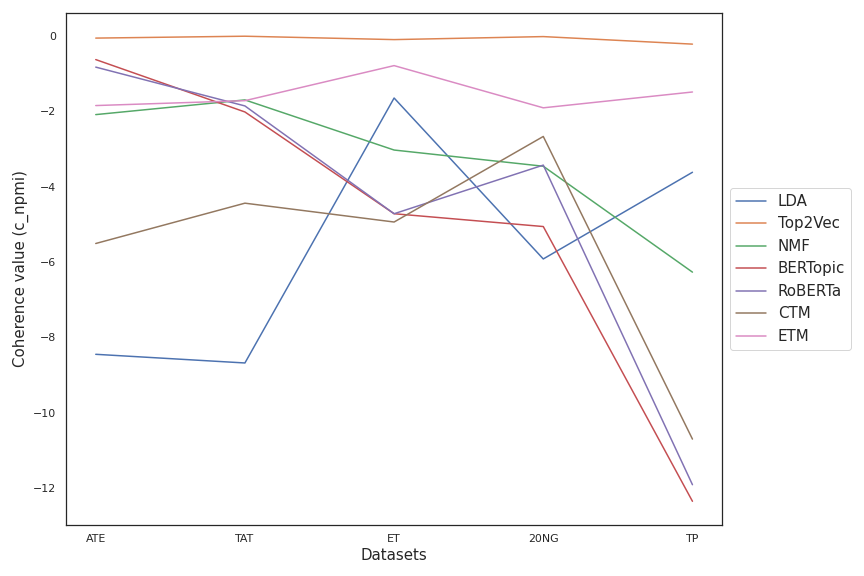 Coherence value (c_npmi)
0
−2
−4
−6
−8
−10
−12
ATE
TAT
ET
20NG
TP
Datasets
LDA
Top2Vec
NMF
BERTopic
RoBERTa
CTM
ETM